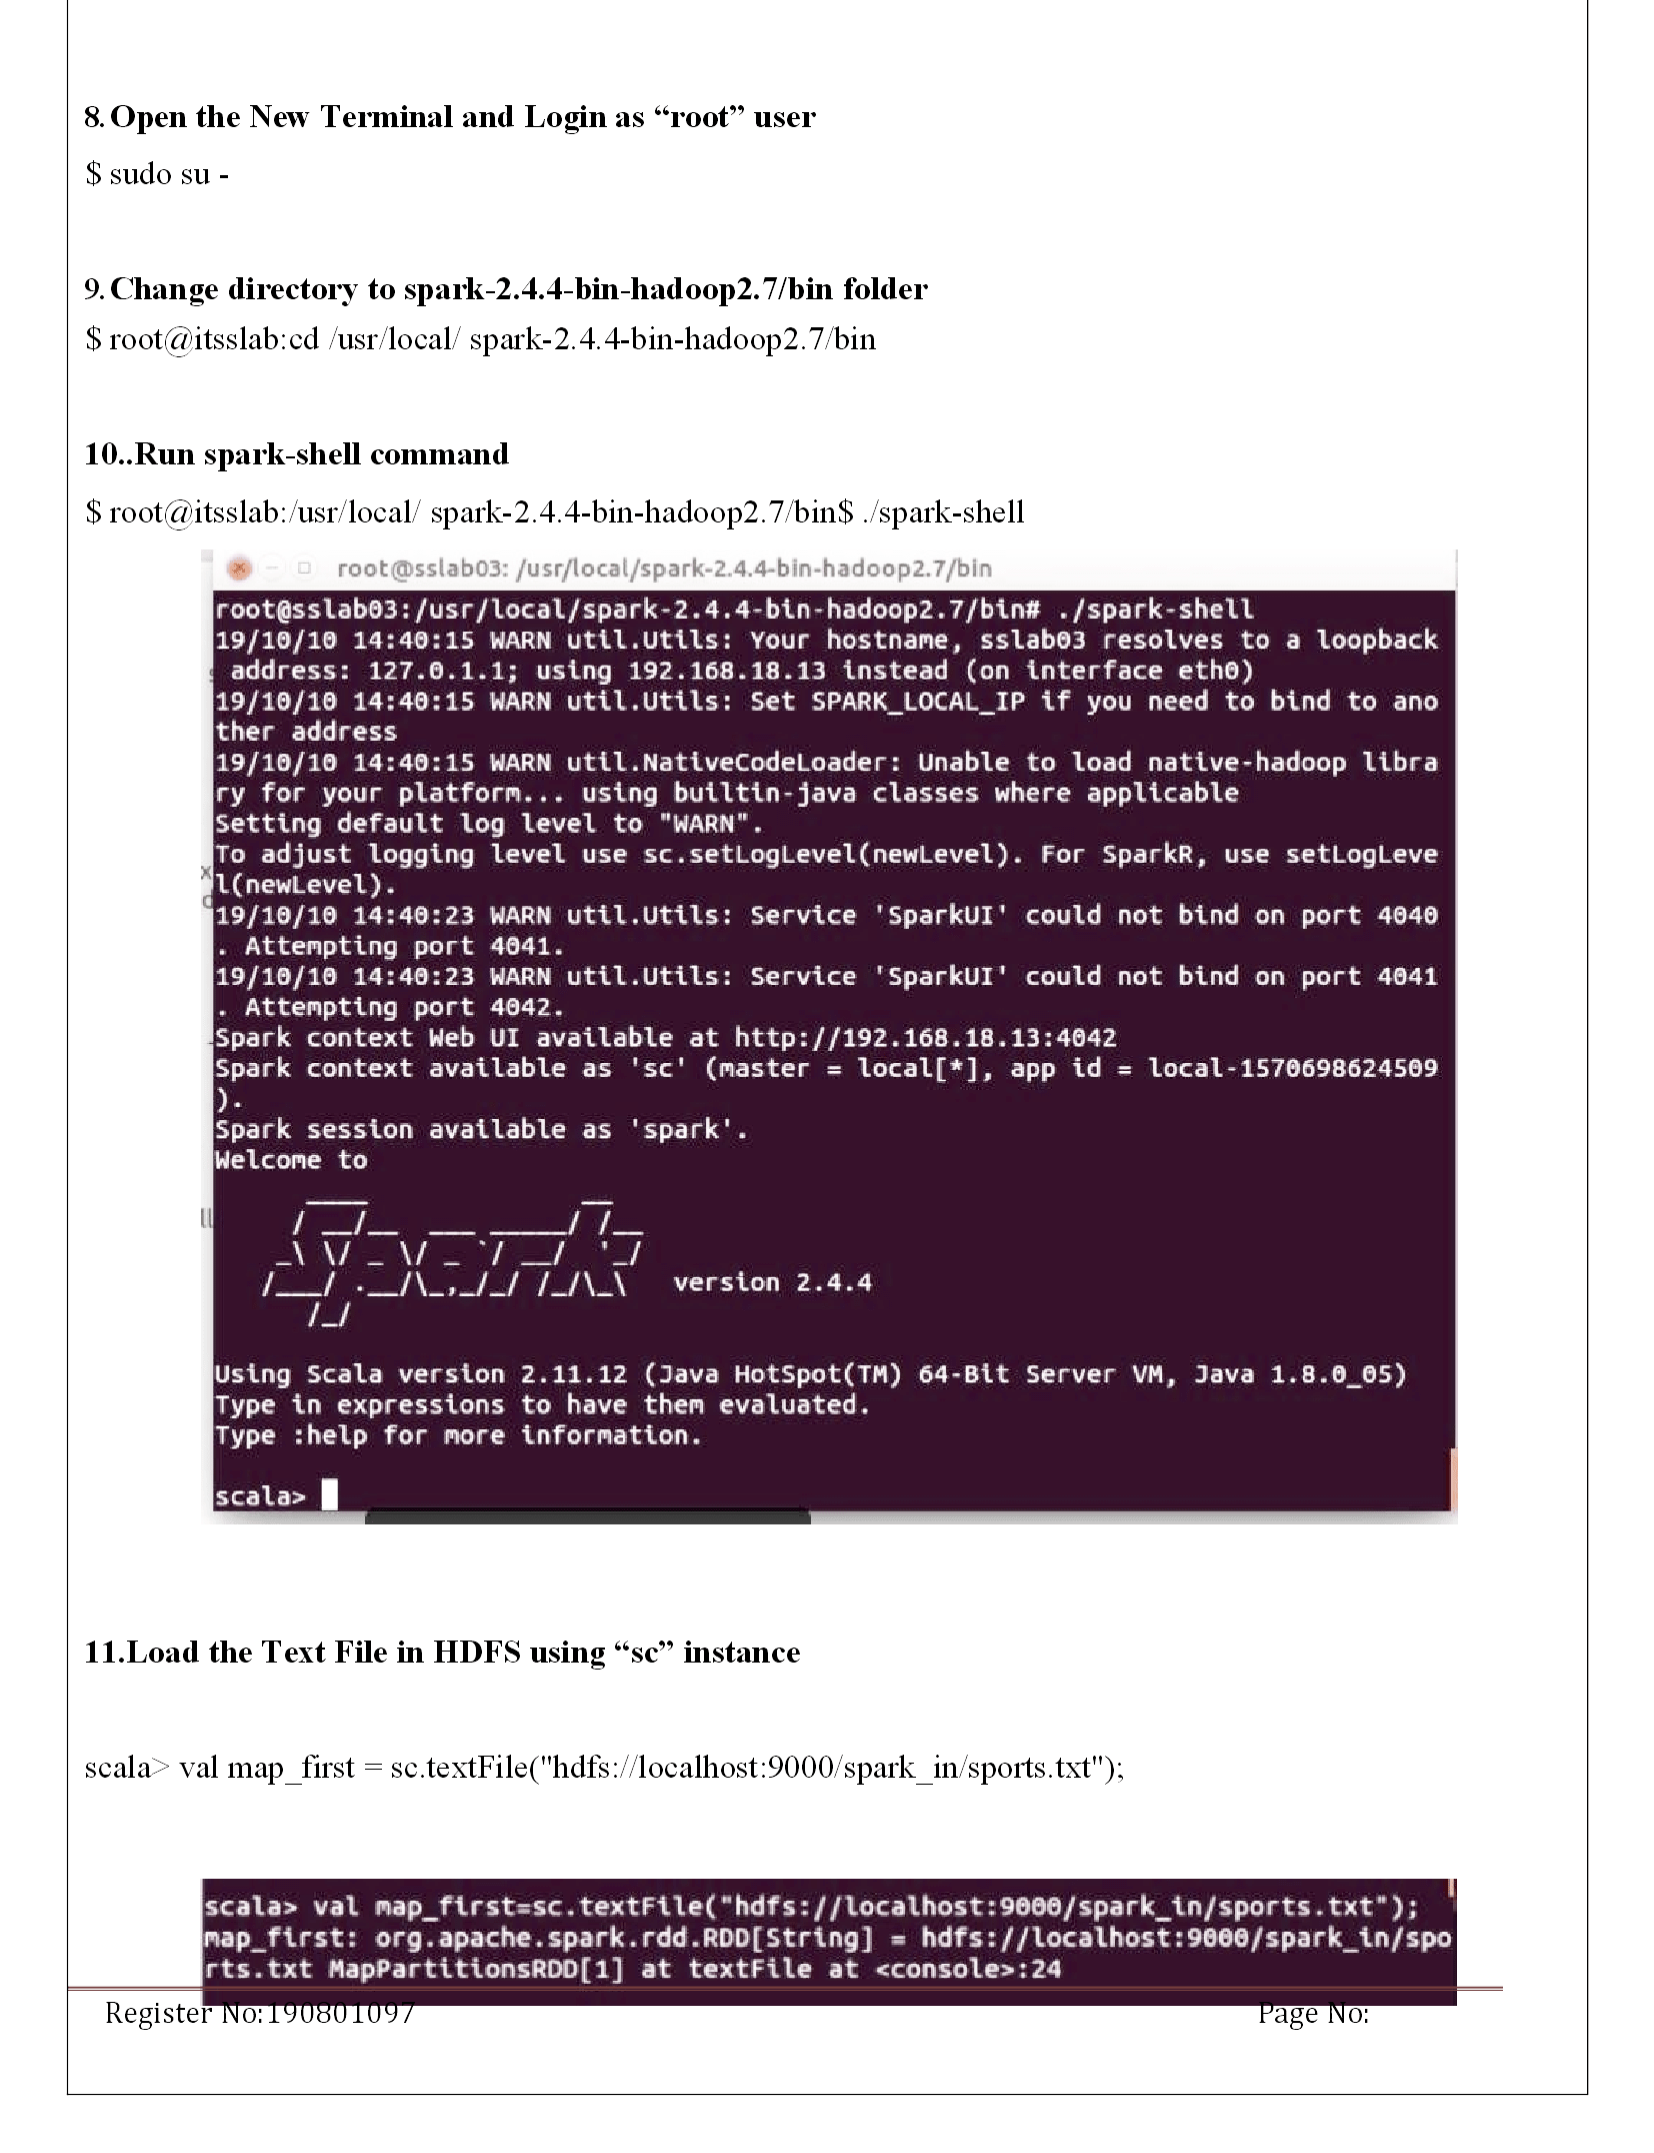 8. Open the New Terminal and Login as “root” user
$ sudo su -
9. Change directory to spark-2.4.4-bin-hadoop2.7/bin folder
$ root@itsslab:cd /usr/local/ spark-2.4.4-bin-hadoop2.7/bin
10..Run spark-shell command
$ root@itsslab:/usr/local/ spark-2.4.4-bin-hadoop2.7/bin$ ./spark-shell
root@sslab03: /usr/local/spark-2.4.4-bin-hadoop2.7/bin
root@sslab03:/usr/local/spark-2.4.4-bin-hadoop2.7/bin# ./spark-shell
19/10/10 14:40:15 WARN util.Utils: Your hostname, sslab03 resolves to a loopback
address: 127.0.1.1; using 192.168.18.13 instead (on interface eth0)
19/10/10 14:40:15 WARN util.Utils: Set SPARK_LOCAL_IP if you need to bind to ano
ther address
19/10/10 14:40:15 WARN util.NativeCodeLoader: Unable to load native-hadoop libra
ry for your platform... using builtin-java classes where applicable
Setting default log level to "WARN".
To adjust logging level use sc.setLogLevel(newLevel). For SparkR, use setLogLeve
l(newLevel).
19/10/10 14:40:23 WARN util.Utils: Service 'SparkUI' could not bind on port 4040
. Attempting port 4041.
19/10/10 14:40:23 WARN util.Utils: Service 'SparkUI' could not bind on port 4041
. Attempting port 4042.
Spark context Web UI available at http://192.168.18.13:4042
Spark context available as 'sc' (master = local[*], app id = local-1570698624509
).
Spark session available as 'spark'.
Welcome to
Spark version 2.4.4
Using Scala version 2.11.12 (Java HotSpot(TM) 64-Bit Server VM, Java 1.8.0_05)
Type in expressions to have them evaluated.
Type :help for more information.
scala>
11.Load the Text File in HDFS using “sc” instance
scala> val map_first = sc.textFile("hdfs://localhost:9000/spark_in/sports.txt");
scala> val map_first=sc.textFile("hdfs://localhost:9000/spark_in/sports.txt");
map_first: org.apache.spark.rdd.RDD[String] = hdfs://localhost:9000/spark_in/spo
rts.txt MapPartitionsRDD[1] at textFile at <console>:24
Register No:190801097 Page No: